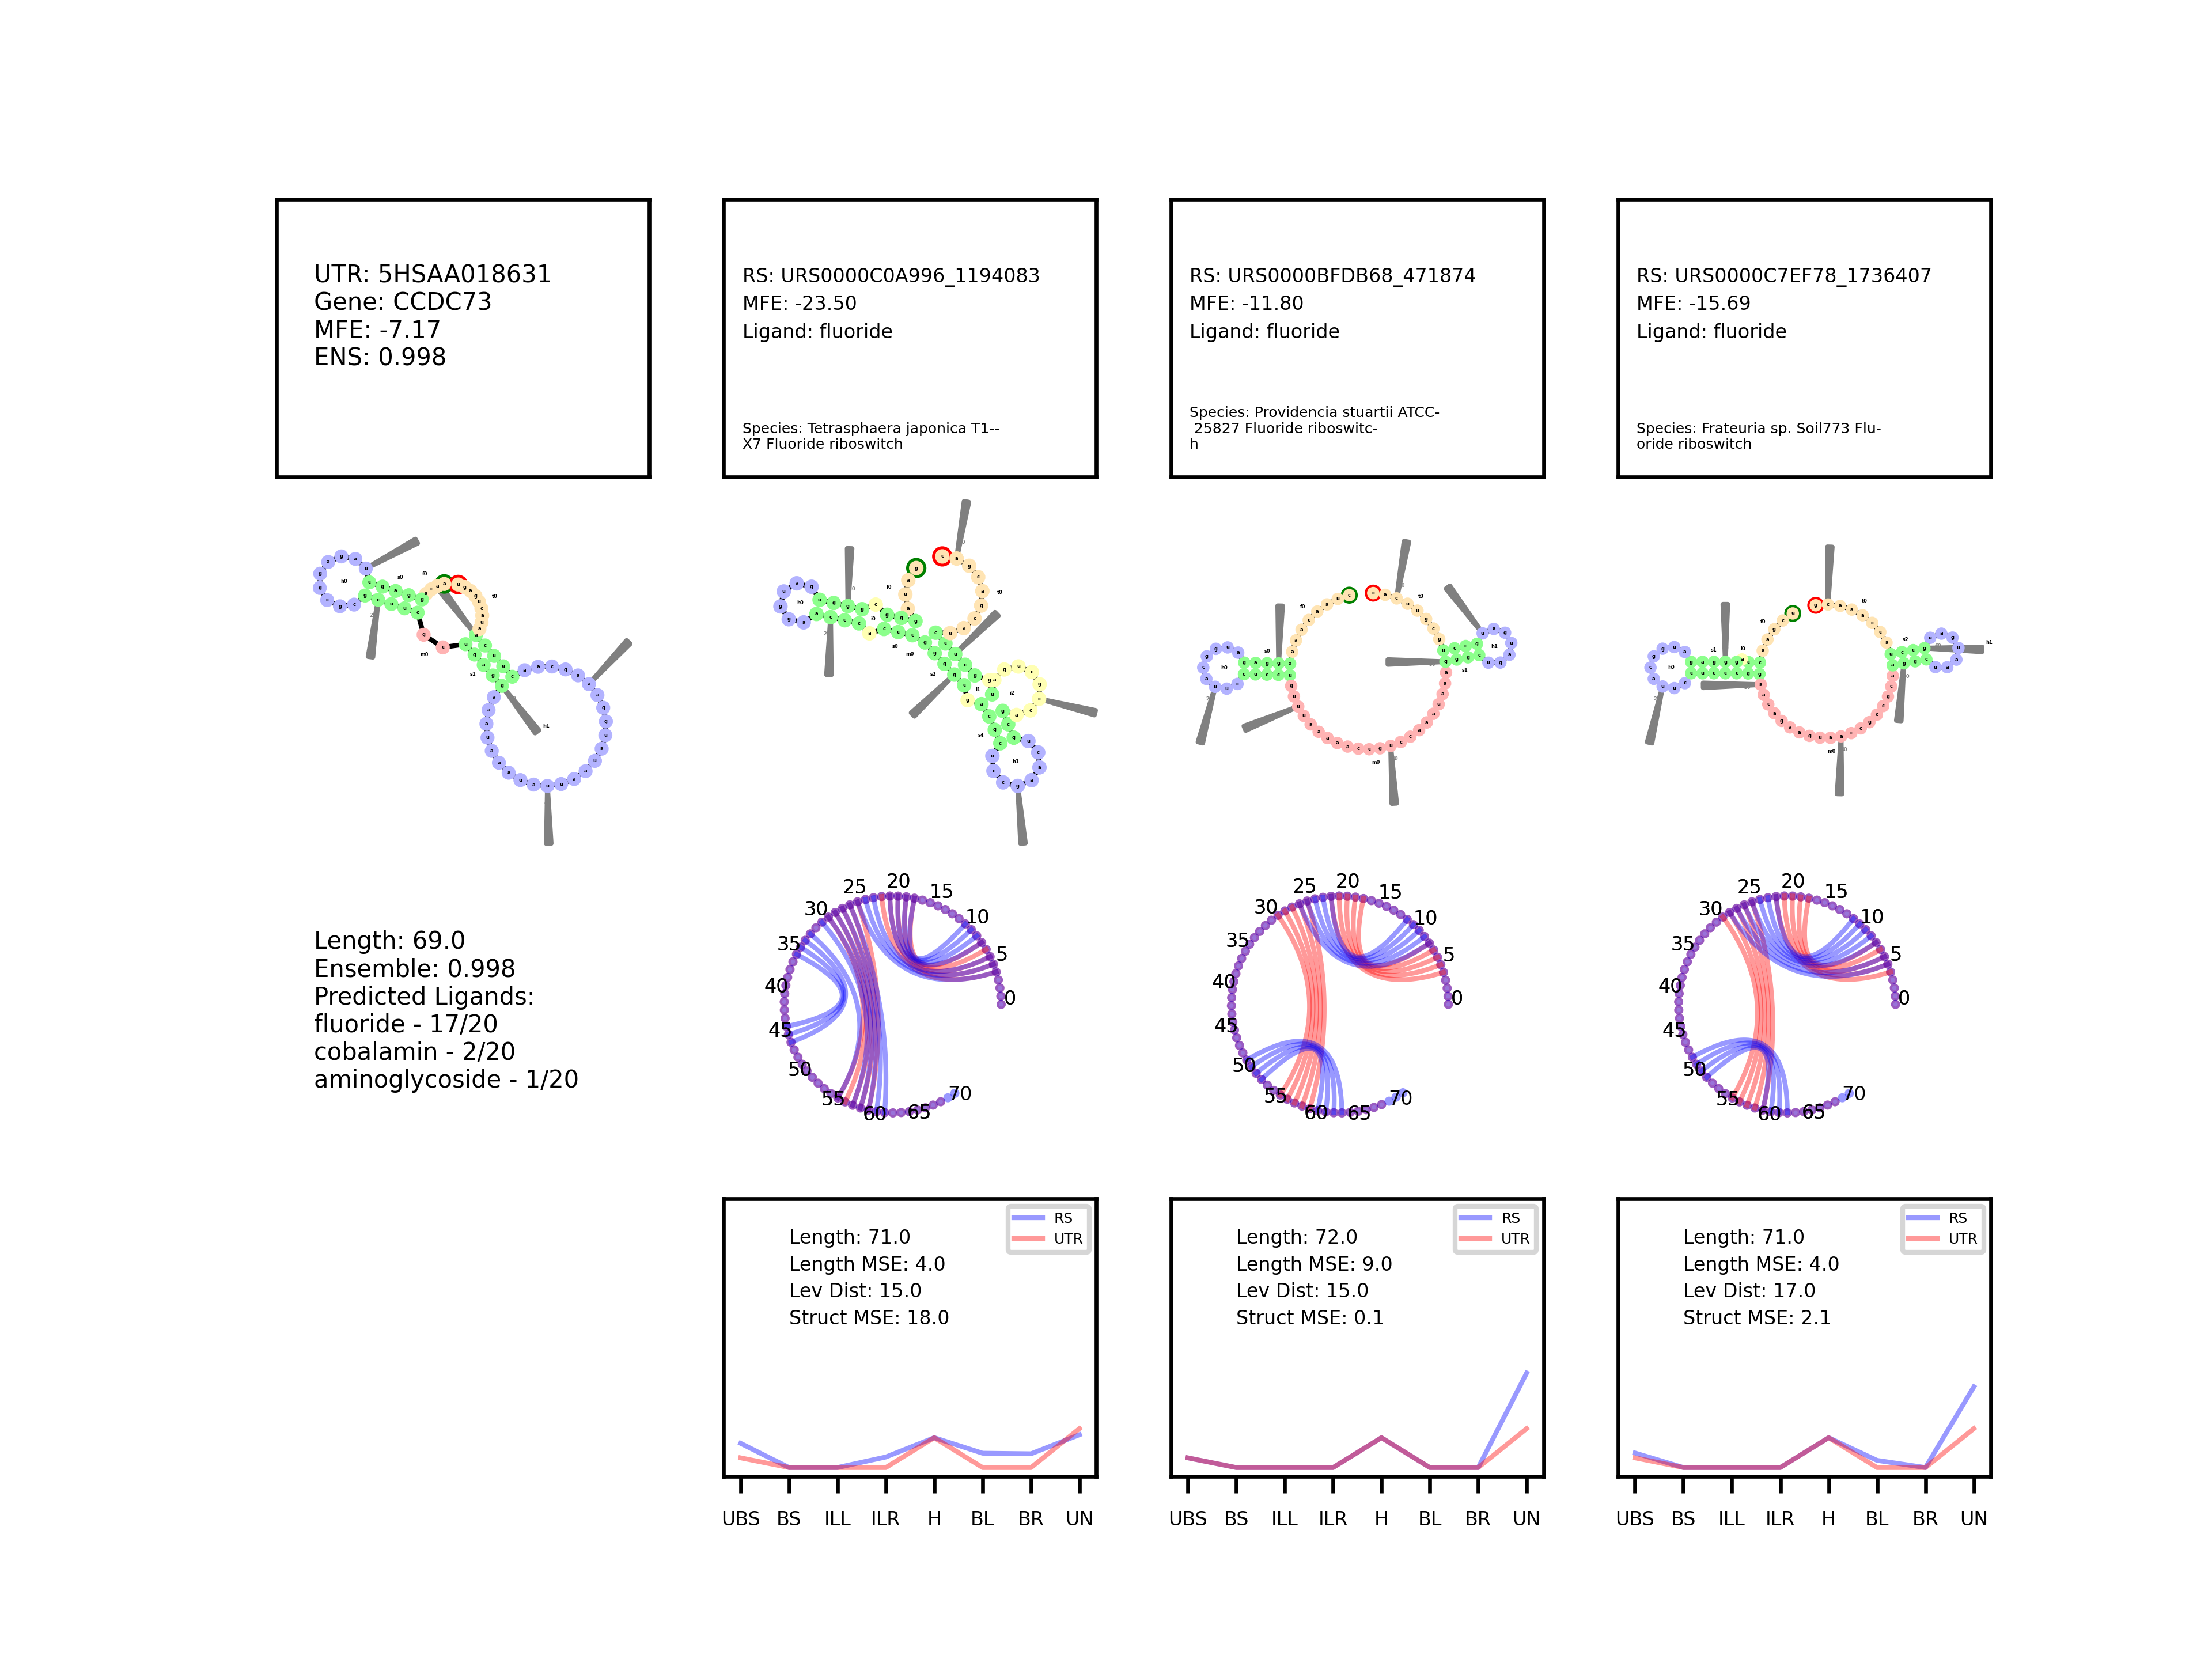 UTR: 5HSAA018631
Gene: CCDC73
MFE: -7.17
ENS: 0.998
RS: URS0000C0A996_1194083
MFE: -23.50
Ligand: fluoride
Species: Tetrasphaera japonica T1--
X7 Fluoride riboswitch
RS: URS0000BFDB68_471874
MFE: -11.80
Ligand: fluoride
Species: Providencia stuartii ATCC-
25827 Fluoride riboswitc-
h
RS: URS0000C7EF78_1736407
MFE: -15.69
Ligand: fluoride
Species: Frateuria sp. Soil773 Flu-
oride riboswitch
Length: 69.0
Ensemble: 0.998
Predicted Ligands:
fluoride - 17/20
cobalamin - 2/20
aminoglycoside - 1/20
0 5 10 15 20 25 30 35 40 45 50 55 60 65 70
0 5 10 15 20 25 30 35 40 45 50 55 60 65 70
0 5 10 15 20 25 30 35 40 45 50 55 60 65 70
RS
UTR
Length: 71.0
Length MSE: 4.0
Lev Dist: 15.0
Struct MSE: 18.0
UBS BS ILL ILR H BL BR UN
RS
UTR
Length: 72.0
Length MSE: 9.0
Lev Dist: 15.0
Struct MSE: 0.1
UBS BS ILL ILR H BL BR UN
RS
UTR
Length: 71.0
Length MSE: 4.0
Lev Dist: 17.0
Struct MSE: 2.1
UBS BS ILL ILR H BL BR UN